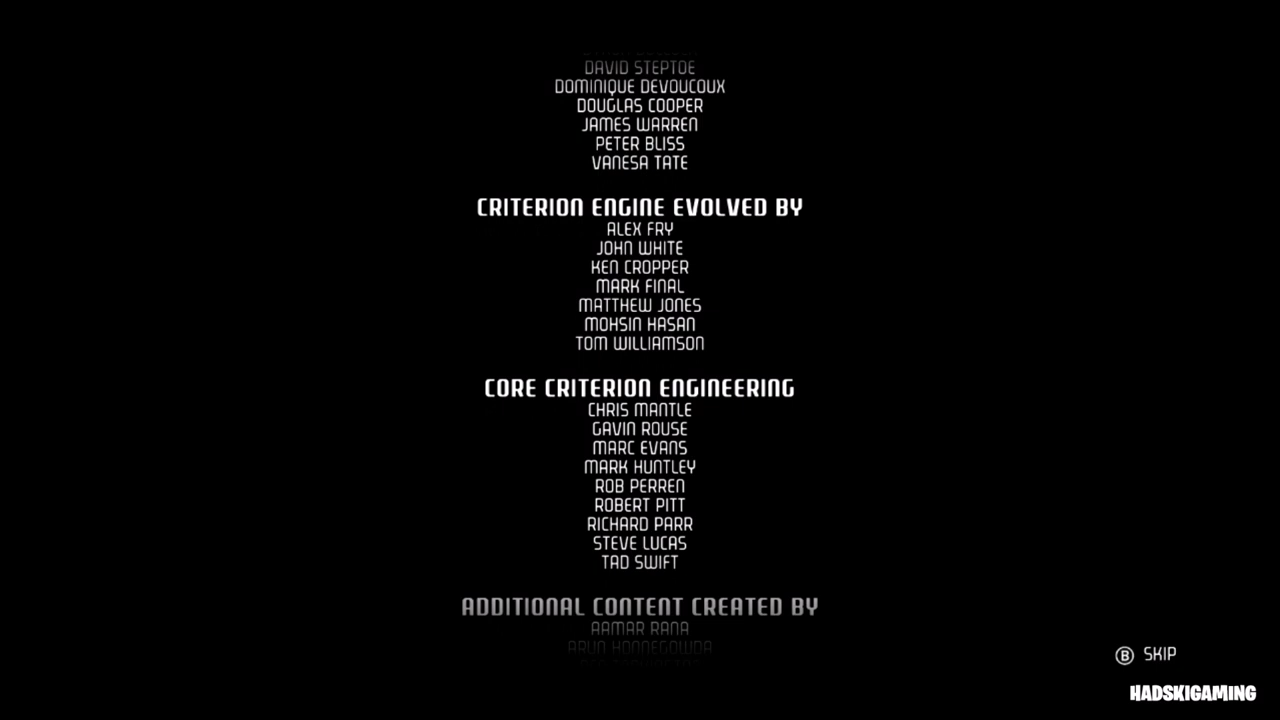 DAVID STEPTOE
DOMINIQUE DEVOUCOUX
DOUGLAS COOPER
JAMES WARREN
PETER BLISS
VANESA TATE
CRITERION ENGINE EVOLVED BY
ALEX FRY
JOHN WHITE
KEN CROPPER
MARK FINAL
MATTHEW JONES
MOHSIN HASAN
TOM WILLIAMSON
CORE CRITERION ENGINEERING
CHRIS MANTLE
GAVIN ROUSE
MARC EVANS
MARK HUNTLEY
ROB PERREN
ROBERT PITT
RICHARD PARR
STEVE LUCAS
TAD SWIFT
ADDITIONAL CONTENT CREATED BY
AAMAR RANA
ARUN HONNEGOWDA
B SKIP
HADSKIGAMING